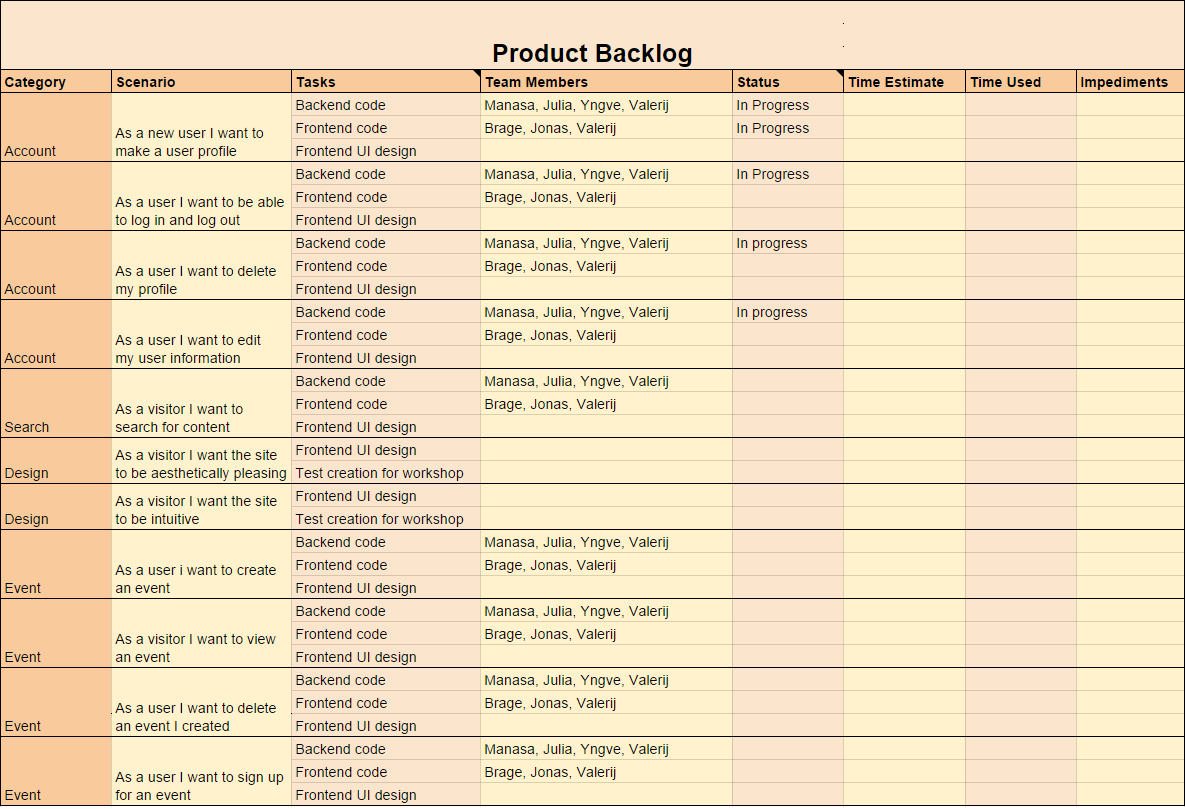 Product Backlog
Category Scenario Tasks Team Members Status Time Estimate Time Used Impediments
Backend code Manasa, Julia, Yngve, Valerij In Progress
As a new user I want to Frontend code Brage, Jonas, Valerij In Progress
Account make a user profile Frontend UI design
Backend code Manasa, Julia, Yngve, Valerij In Progress
As a user I want to be able Frontend code Brage, Jonas, Valerij
Account to log in and log out Frontend UI design
Backend code Manasa, Julia, Yngve, Valerij In progress
As a user I want to delete Frontend code Brage, Jonas, Valerij
Account my profile Frontend UI design
Backend code Manasa, Julia, Yngve, Valerij In progress
As a user I want to edit Frontend code Brage, Jonas, Valerij
Account my user information Frontend UI design
Backend code Manasa, Julia, Yngve, Valerij
As a visitor I want to Frontend code Brage, Jonas, Valerij
Search search for content Frontend UI design
As a visitor I want the site Frontend UI design
Design to be aesthetically pleasing Test creation for workshop
As a visitor I want the site Frontend UI design
Design to be intuitive Test creation for workshop
Backend code Manasa, Julia, Yngve, Valerij
As a user i want to create Frontend code Brage, Jonas, Valerij
Event an event Frontend UI design
Backend code Manasa, Julia, Yngve, Valerij
As a visitor I want to view Frontend code Brage, Jonas, Valerij
Event an event Frontend UI design
Backend code Manasa, Julia, Yngve, Valerij
As a user I want to delete Frontend code Brage, Jonas, Valerij
Event an event I created Frontend UI design
Backend code Manasa, Julia, Yngve, Valerij
As a user I want to sign up Frontend code Brage, Jonas, Valerij
Event for an event Frontend UI design